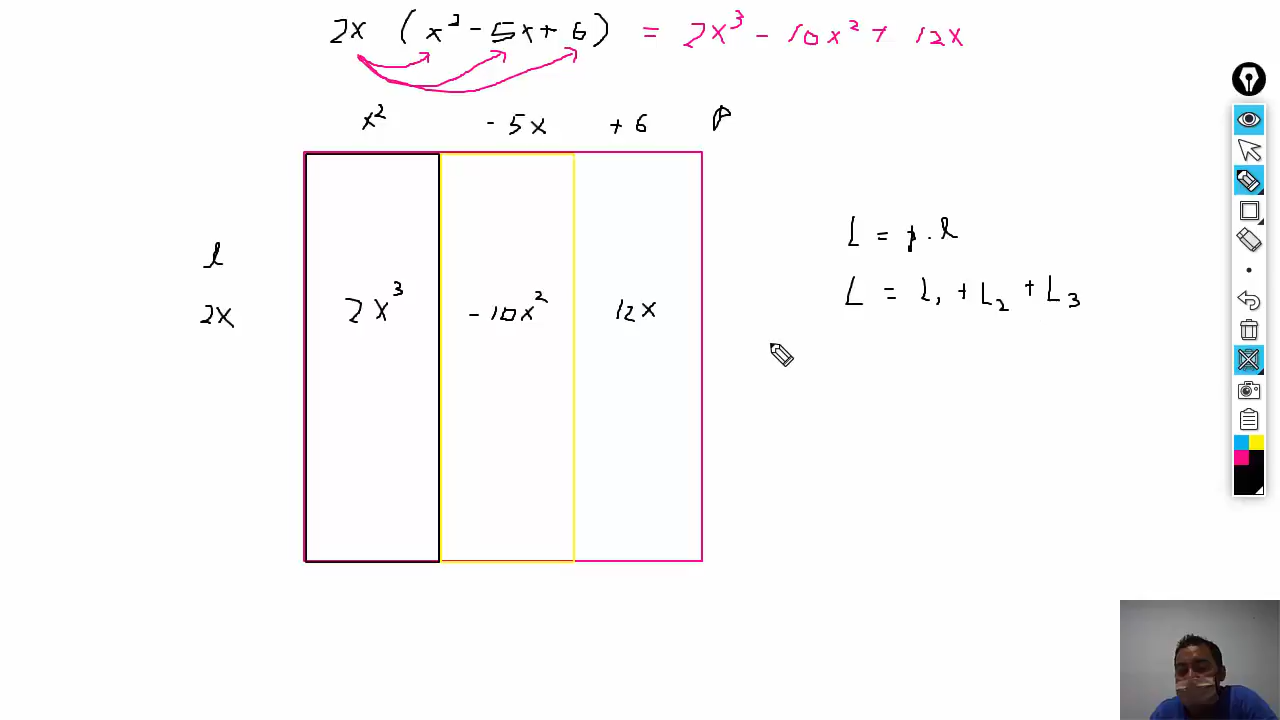 2x (x² - 5x + 6) = 2x³ - 10x² + 12x
x² - 5x + 6 P
l
2x
2x³ - 10x² 12x
L = p . l
L = L₁ + L₂ + L₃